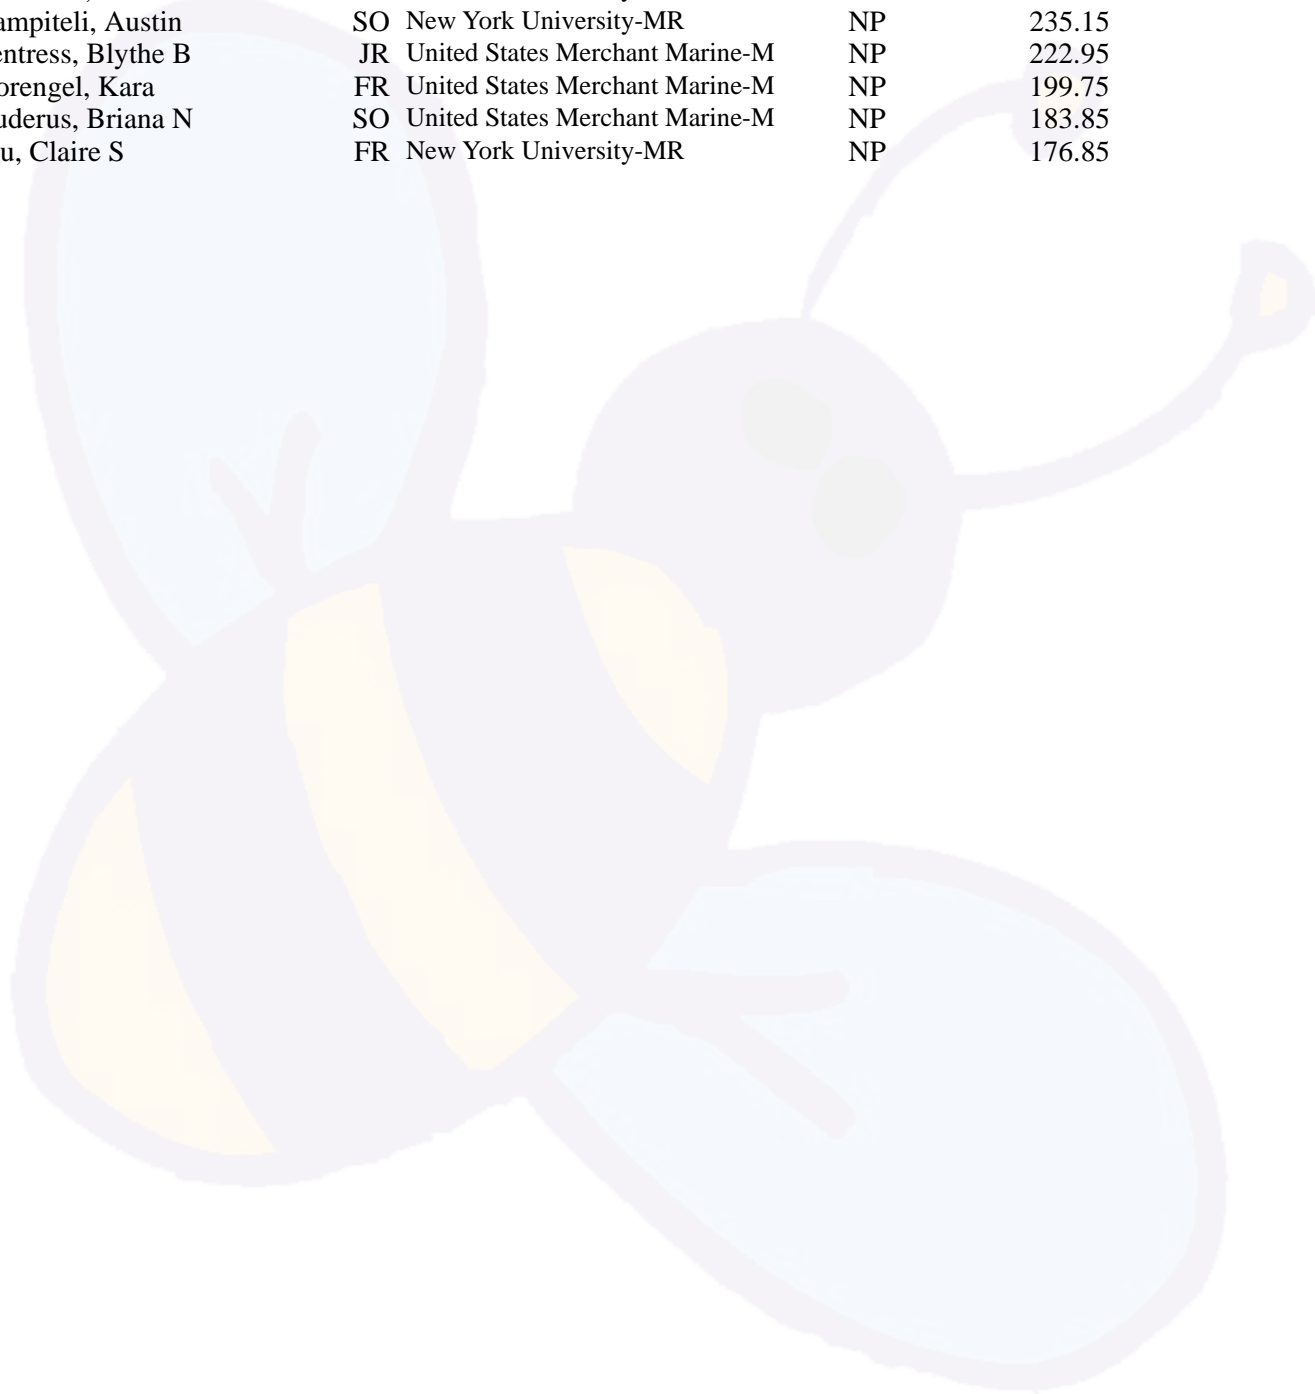 ampiteli, Austin SO New York University-MR NP 235.15
entress, Blythe B JR United States Merchant Marine-M NP 222.95
orengel, Kara FR United States Merchant Marine-M NP 199.75
uderus, Briana N SO United States Merchant Marine-M NP 183.85
u, Claire S FR New York University-MR NP 176.85